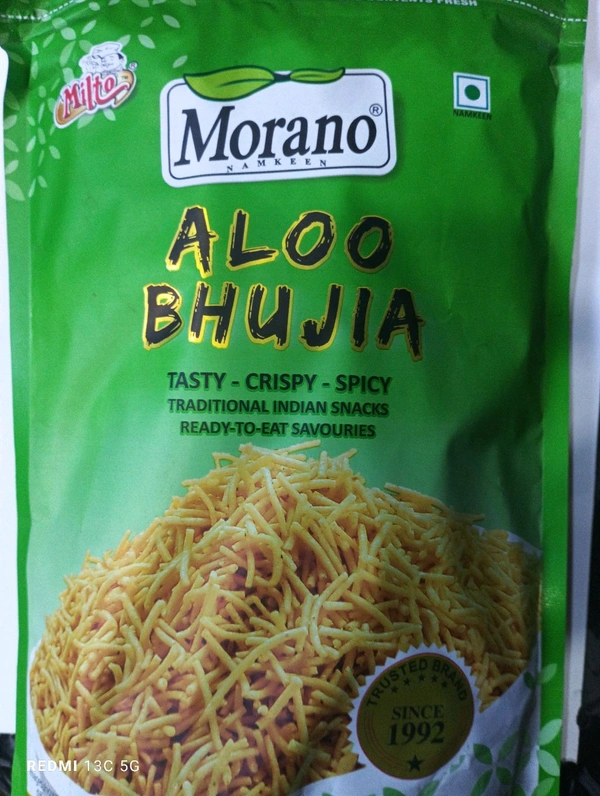 FRESH
Milto
Morano®
NAMKEEN
NAMKEEN
ALOO
BHUJIA
TASTY - CRISPY - SPICY
TRADITIONAL INDIAN SNACKS
READY-TO-EAT SAVOURIES
TRUSTED BRAND
SINCE
1992
REDMI 13C 5G